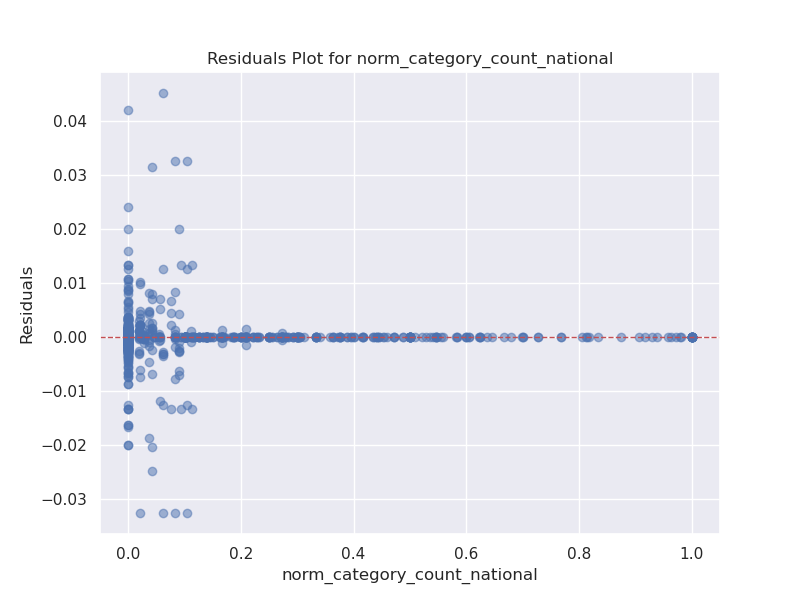 Residuals Plot for norm_category_count_national
Residuals
0.04
0.03
0.02
0.01
0.00
−0.01
−0.02
−0.03
0.0 0.2 0.4 0.6 0.8 1.0
norm_category_count_national